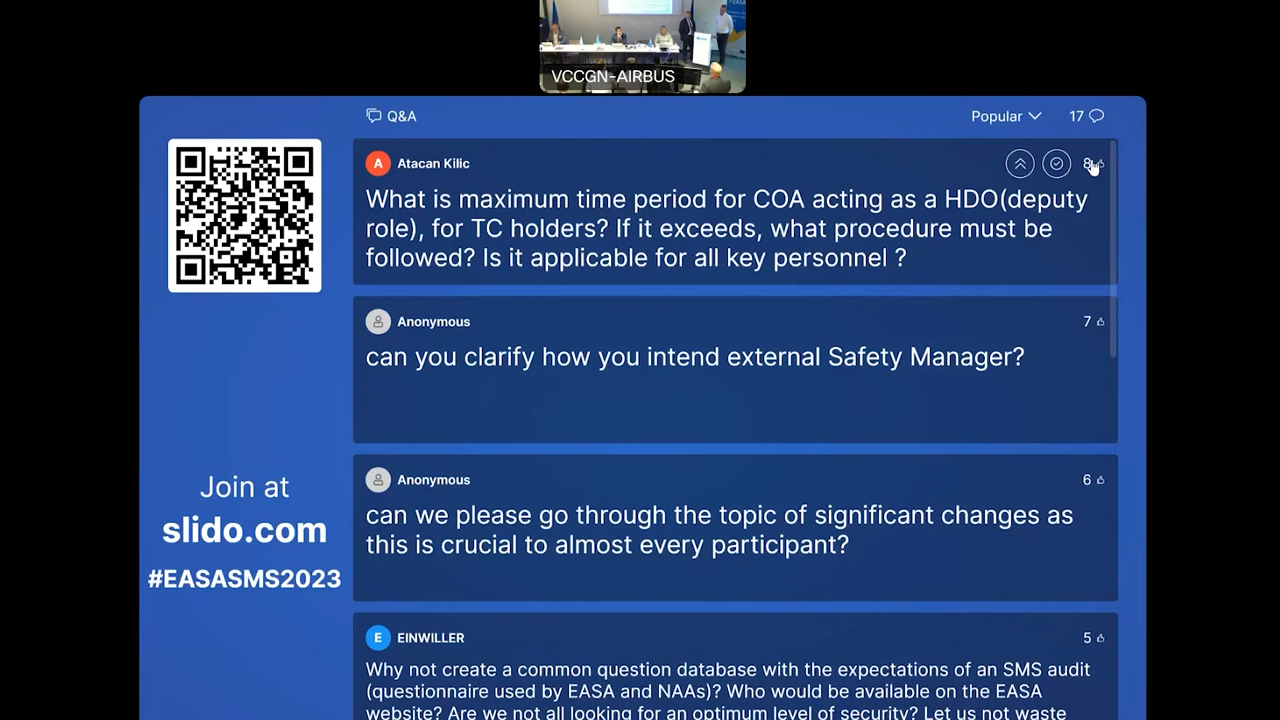 VCCGN-AIRBUS
Q&A
Popular
17
A
Atacan Kilic
8
What is maximum time period for COA acting as a HDO(deputy
role), for TC holders? If it exceeds, what procedure must be
followed? Is it applicable for all key personnel ?
Anonymous
7
can you clarify how you intend external Safety Manager?
Anonymous
6
can we please go through the topic of significant changes as
this is crucial to almost every participant?
Join at
slido.com
#EASASMS2023
E
EINWILLER
5
Why not create a common question database with the expectations of an SMS audit
(questionnaire used by EASA and NAAs)? Who would be available on the EASA
website? Are we not all looking for an optimum level of security? Let us not waste